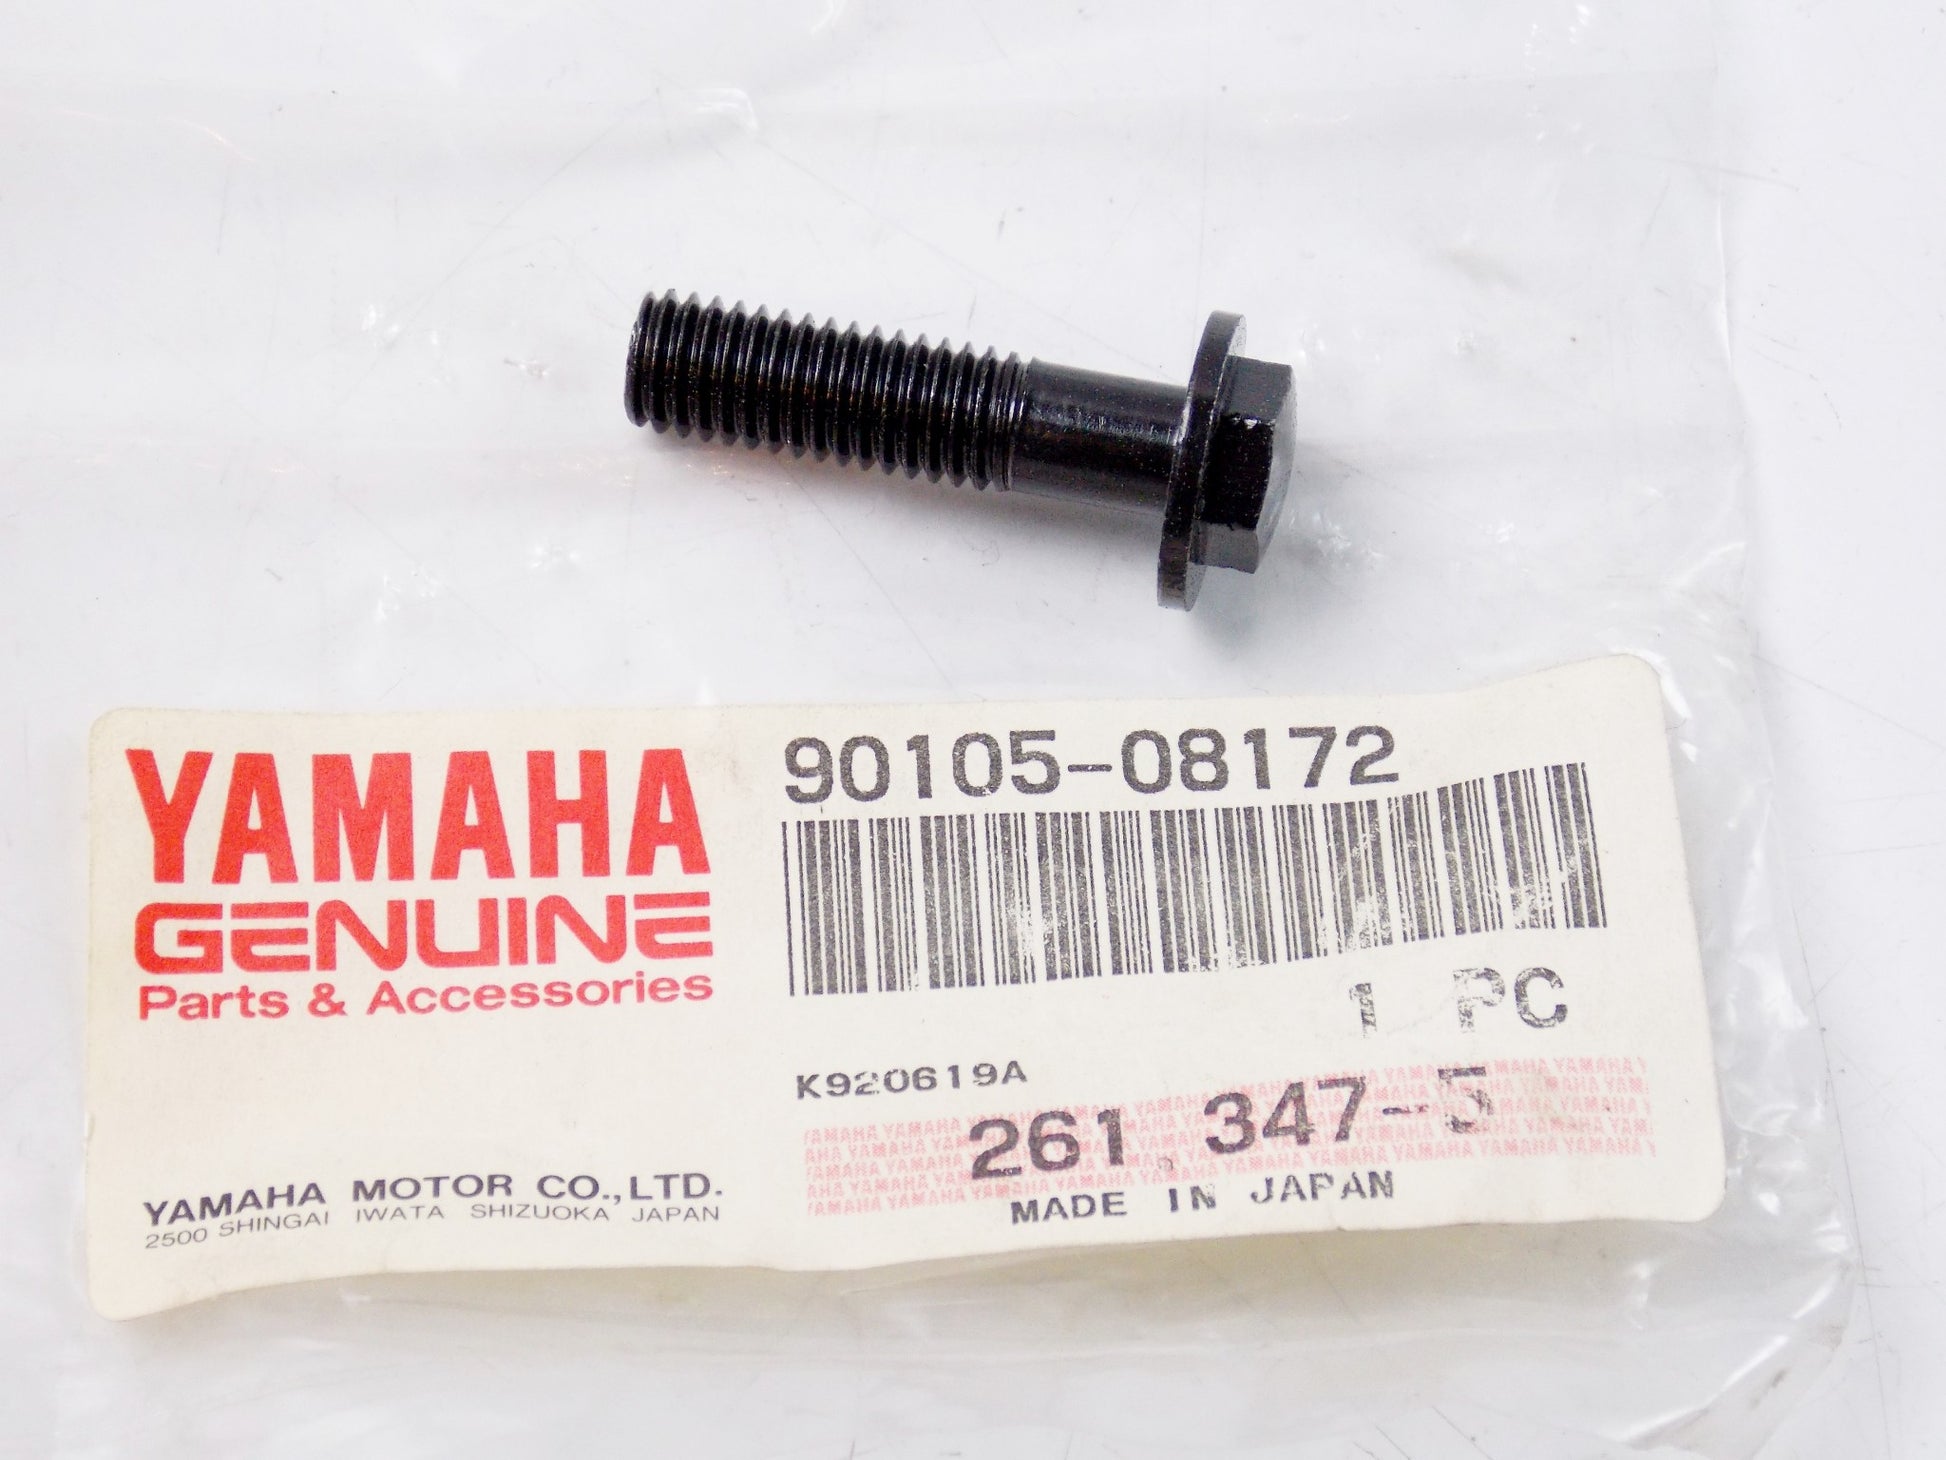 YAMAHA
GENUINE
Parts & Accessories
YAMAHA MOTOR CO.,LTD.
2500 SHINGAI IWATA SHIZUOKA JAPAN
90105-08172
1 PC
K920619A
261.347-5
MADE IN JAPAN